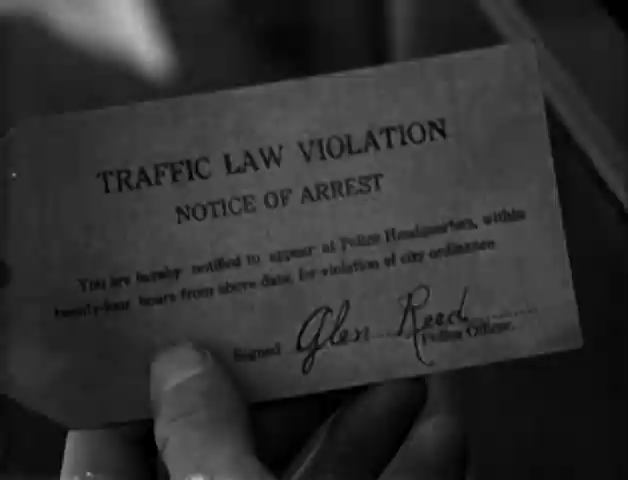 TRAFFIC LAW VIOLATION
NOTICE OF ARREST
You are hereby notified to appear at Police Headquarters, within
twenty-four hours from above date, for violation of city ordinance
Signed Glen Reed
Police Officer.